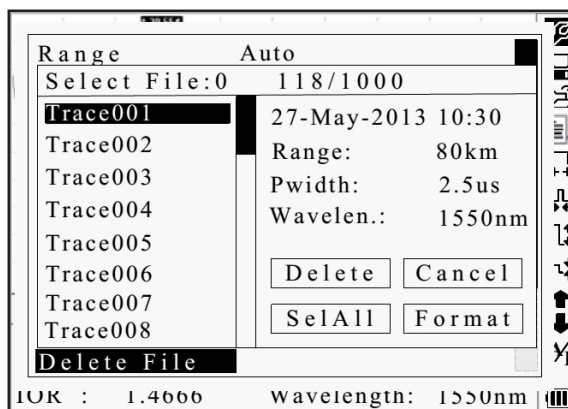 Range Auto
Select File:0 118/1000
Trace001
Trace002
Trace003
Trace004
Trace005
Trace006
Trace007
Trace008
27-May-2013 10:30
Range: 80km
Pwidth: 2.5us
Wavelen.: 1550nm
Delete Cancel
SelAll Format
Delete File
IOR : 1.4666 Wavelength: 1550nm